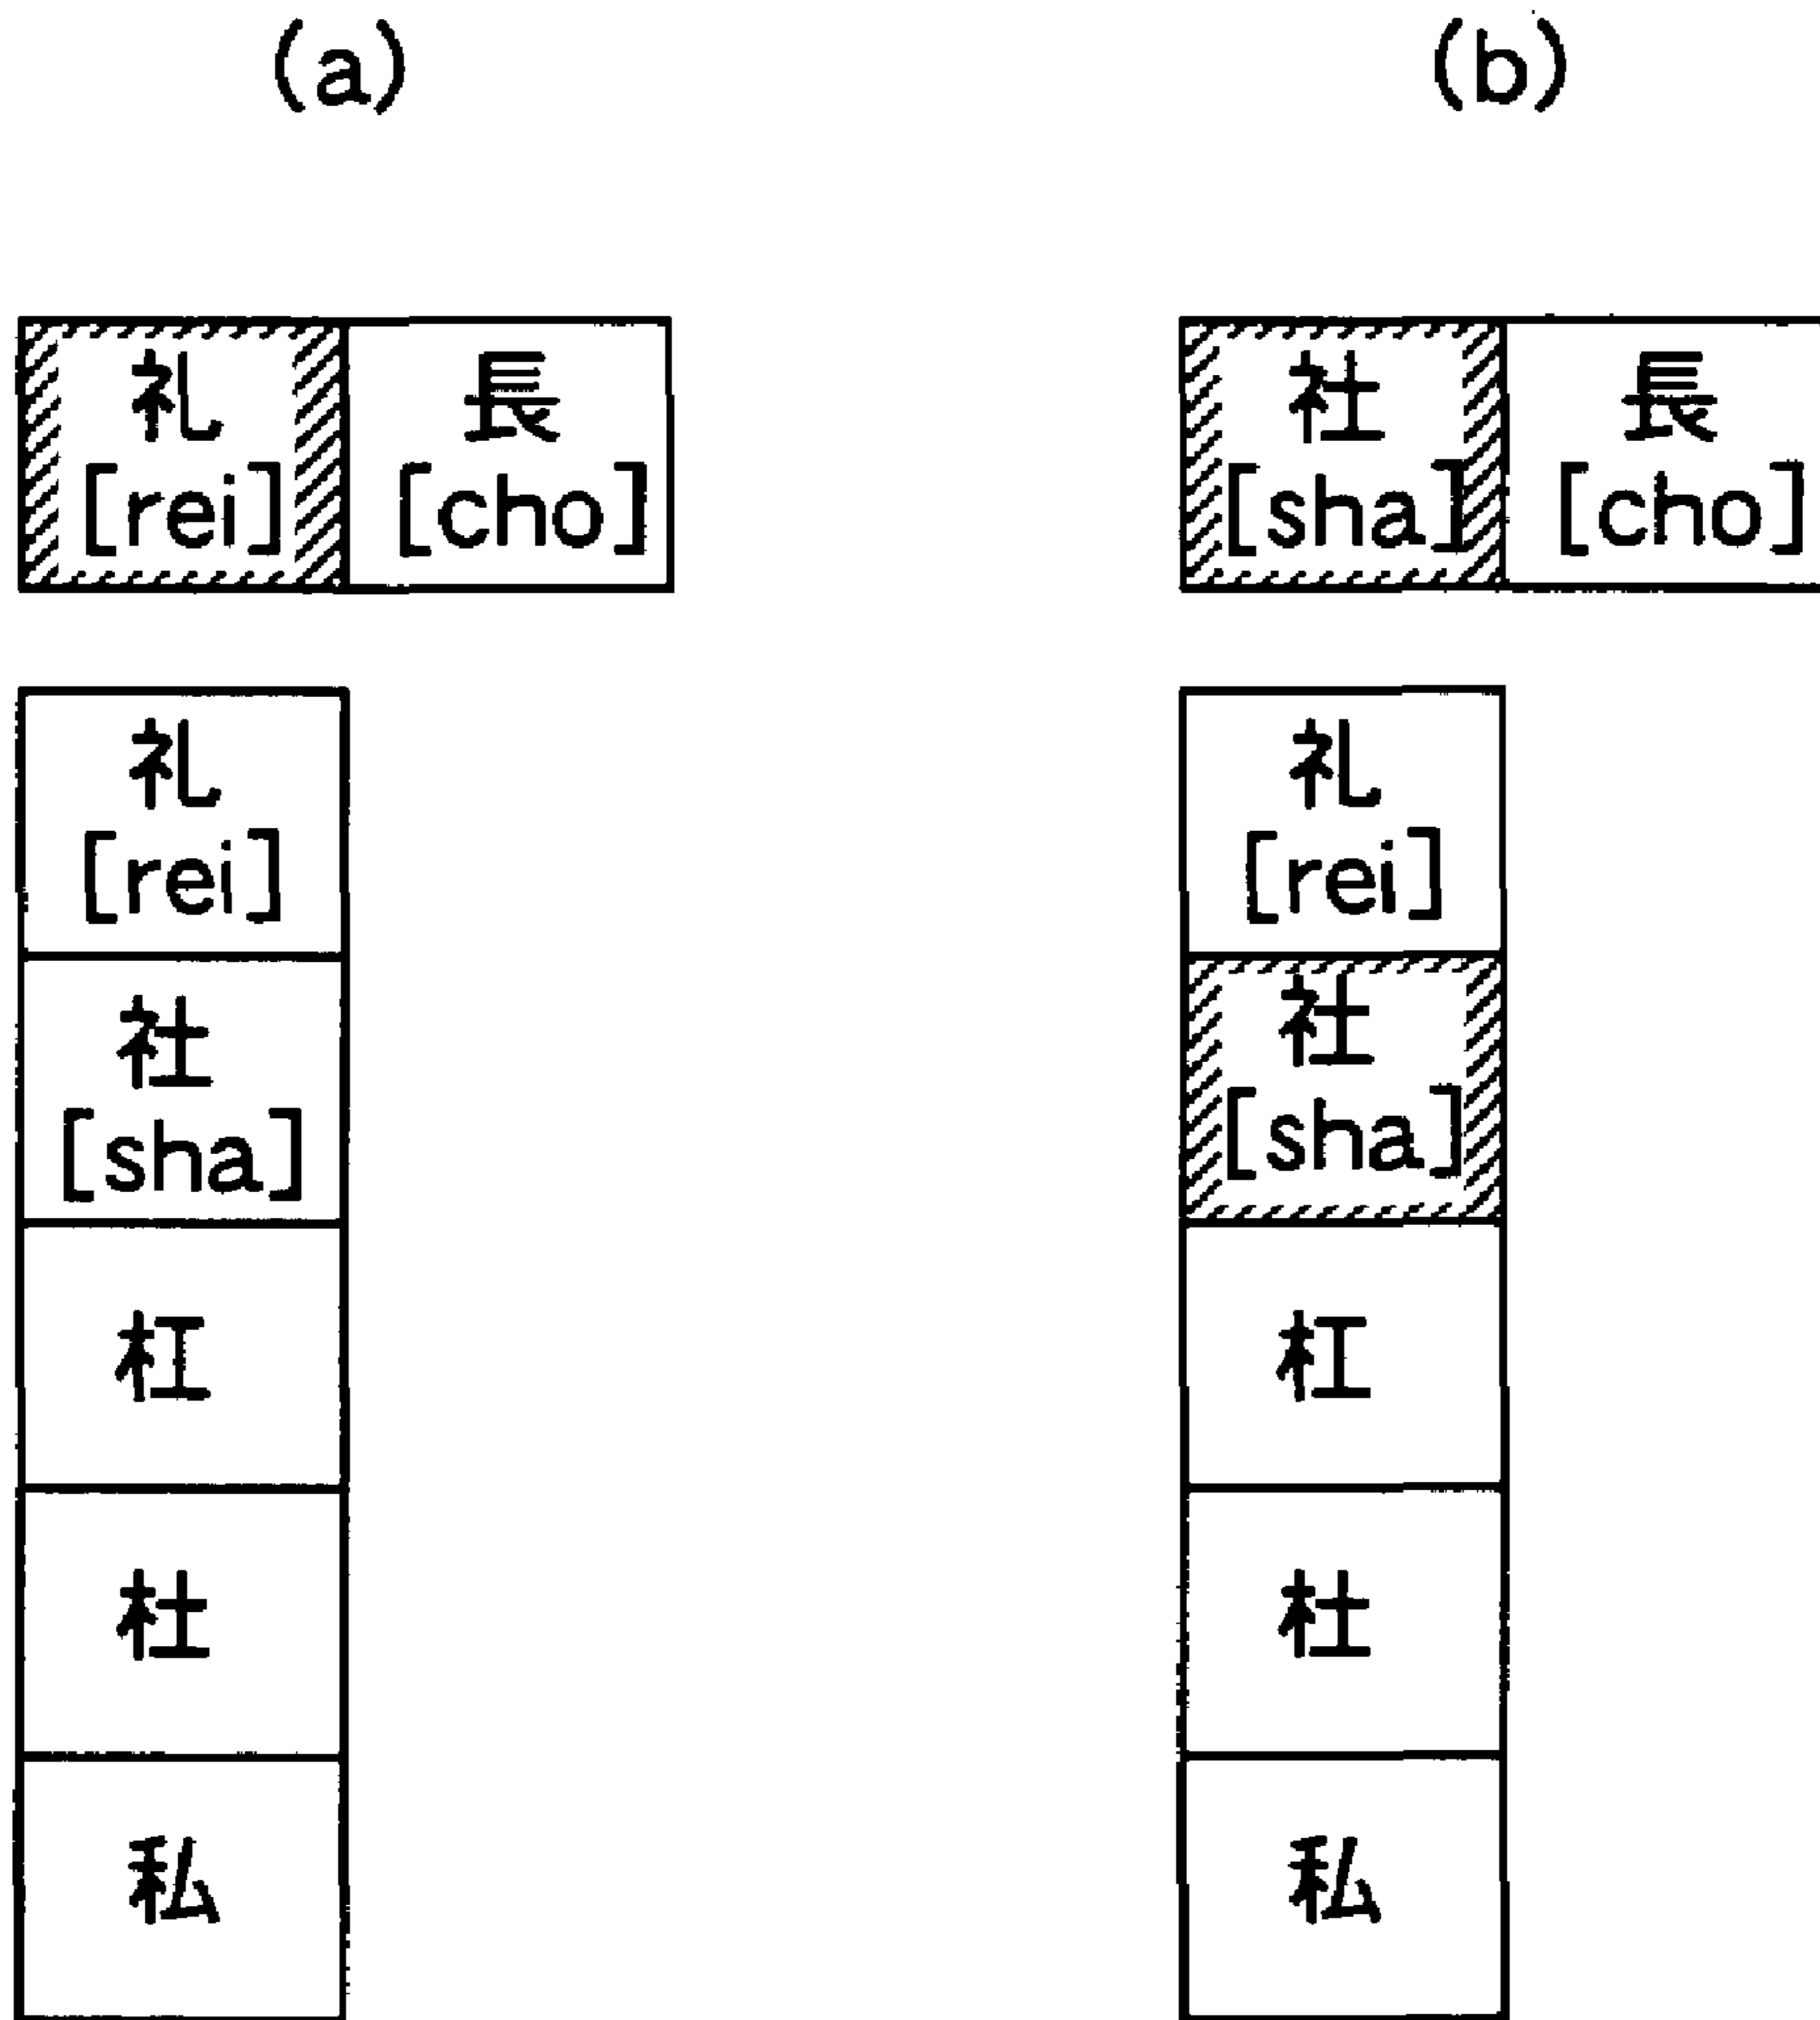 (a)
(b)
礼 長
[rei] [cho]
社 長
[sha] [cho]
礼
[rei]
社
[sha]
杠
杜
私
礼
[rei]
社
[sha]
杠
杜
私